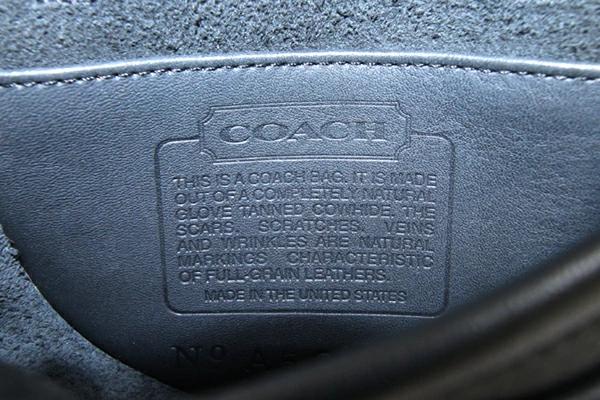 COACH
THIS IS A COACH BAG. IT IS MADE
OUT OF A COMPLETELY NATURAL
GLOVE TANNED COWHIDE. THE
SCARS, SCRATCHES, VEINS
AND WRINKLES ARE NATURAL
MARKINGS CHARACTERISTIC
OF FULL-GRAIN LEATHERS.
MADE IN THE UNITED STATES
No